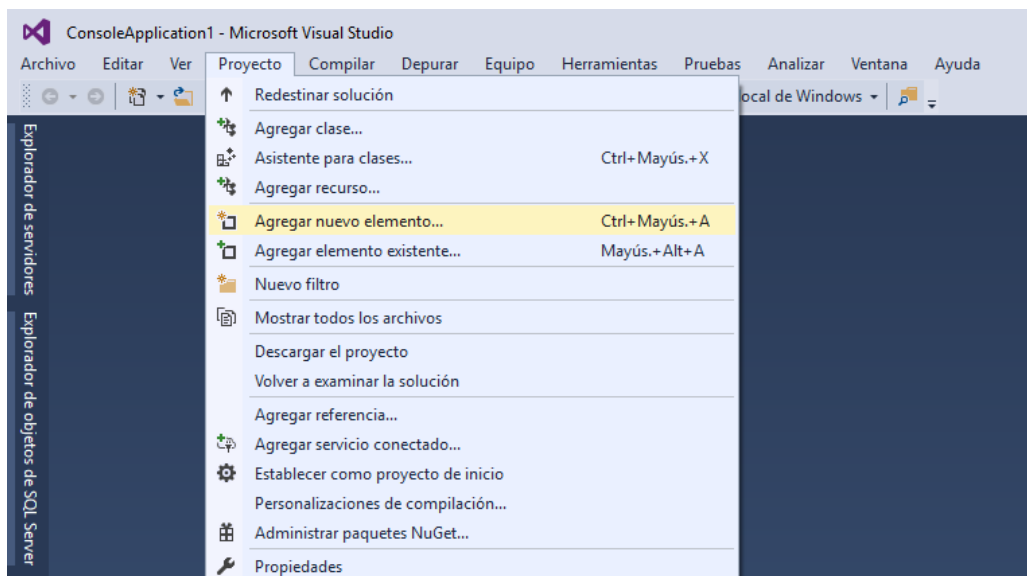 ConsoleApplication1 - Microsoft Visual Studio
Archivo Editar Ver Proyecto Compilar Depurar Equipo Herramientas Pruebas Analizar Ventana Ayuda
ocal de Windows
Redestinar solución
Agregar clase...
Asistente para clases... Ctrl+Mayús.+X
Agregar recurso...
Agregar nuevo elemento... Ctrl+Mayús.+A
Agregar elemento existente... Mayús.+Alt+A
Nuevo filtro
Mostrar todos los archivos
Descargar el proyecto
Volver a examinar la solución
Agregar referencia...
Agregar servicio conectado...
Establecer como proyecto de inicio
Personalizaciones de compilación...
Administrar paquetes NuGet...
Propiedades
Explorador de servidores
Explorador de objetos de SQL Server